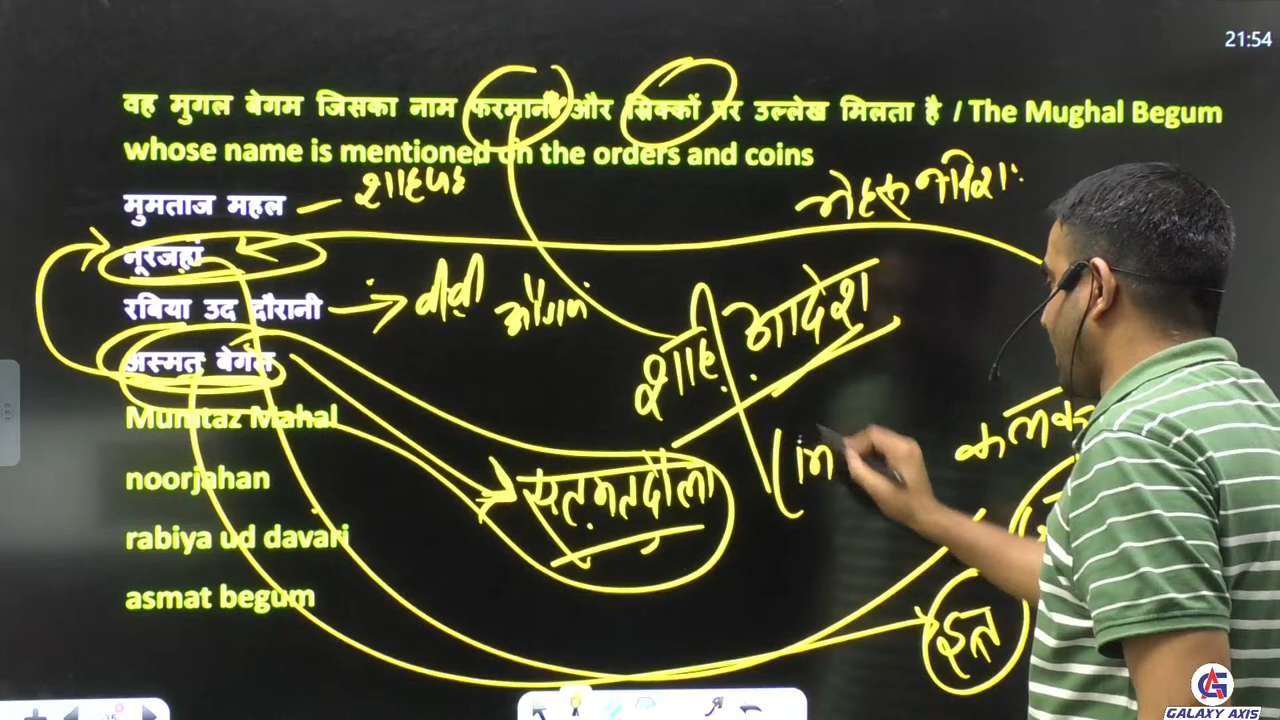 21:54
वह मुगल बेगम जिसका नाम फरमानों और सिक्कों पर उल्लेख मिलता है / The Mughal Begum
whose name is mentioned on the orders and coins
मुमताज महल – शाहजहां
नूरजहां
रबिया उद दौरानी → बीवी
अस्मत बेगम
शाही आदेश
Mumtaz Mahal
noorjahan
rabiya ud davari
asmat begum
इत्र
GALAXY AXIS